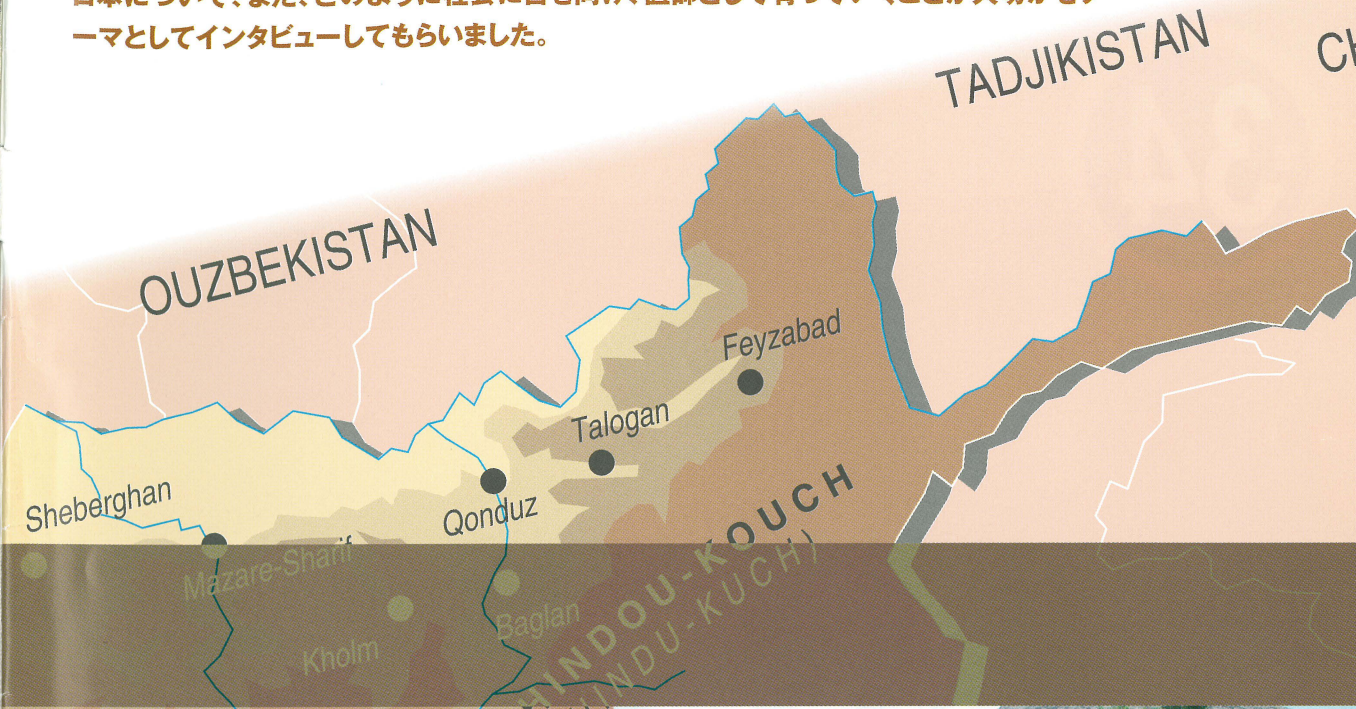 ーマとしてインタビューしてもらいました。
TADJIKISTAN
CH
OUZBEKISTAN
Feyzabad
Talogan
Sheberghan
Qonduz
Mazare-Sharif
Baglan
Kholm
HINDOU-KOUCH
(HINDU-KUCH)